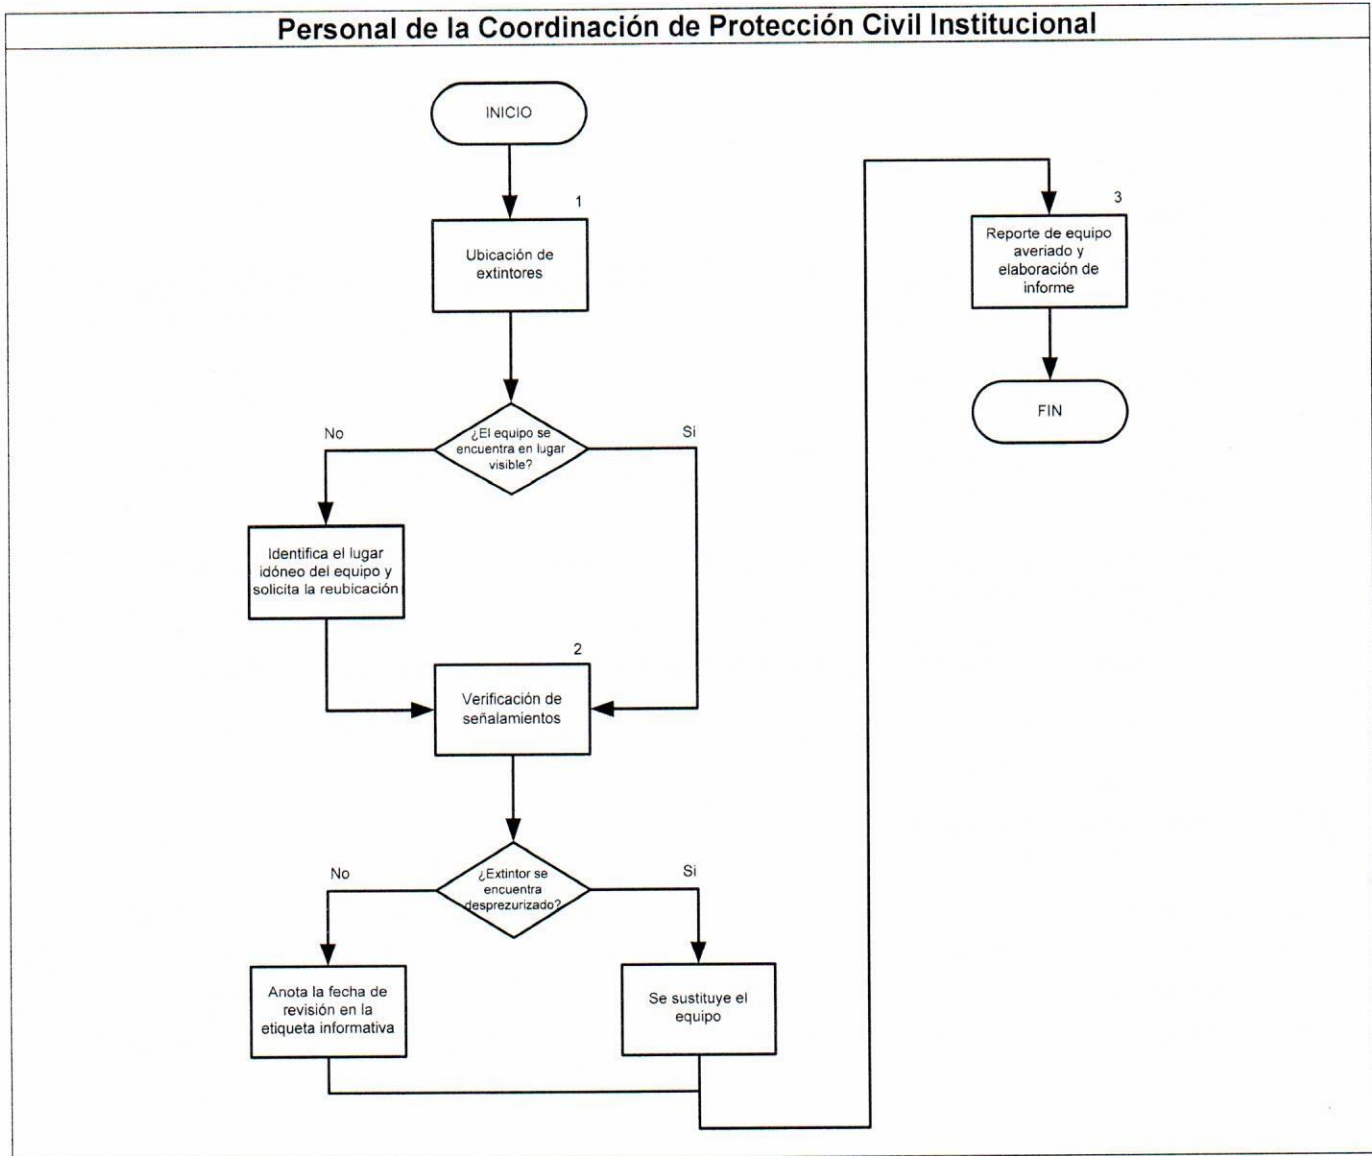 Personal de la Coordinación de Protección Civil Institucional
INICIO
1
Ubicación de
extintores
¿El equipo se
encuentra en lugar
visible?
No
Si
Identifica el lugar
idóneo del equipo y
solicita la reubicación
2
Verificación de
señalamientos
¿Extintor se
encuentra
desprezurizado?
No
Si
Anota la fecha de
revisión en la
etiqueta informativa
Se sustituye el
equipo
3
Reporte de equipo
averiado y
elaboración de
informe
FIN